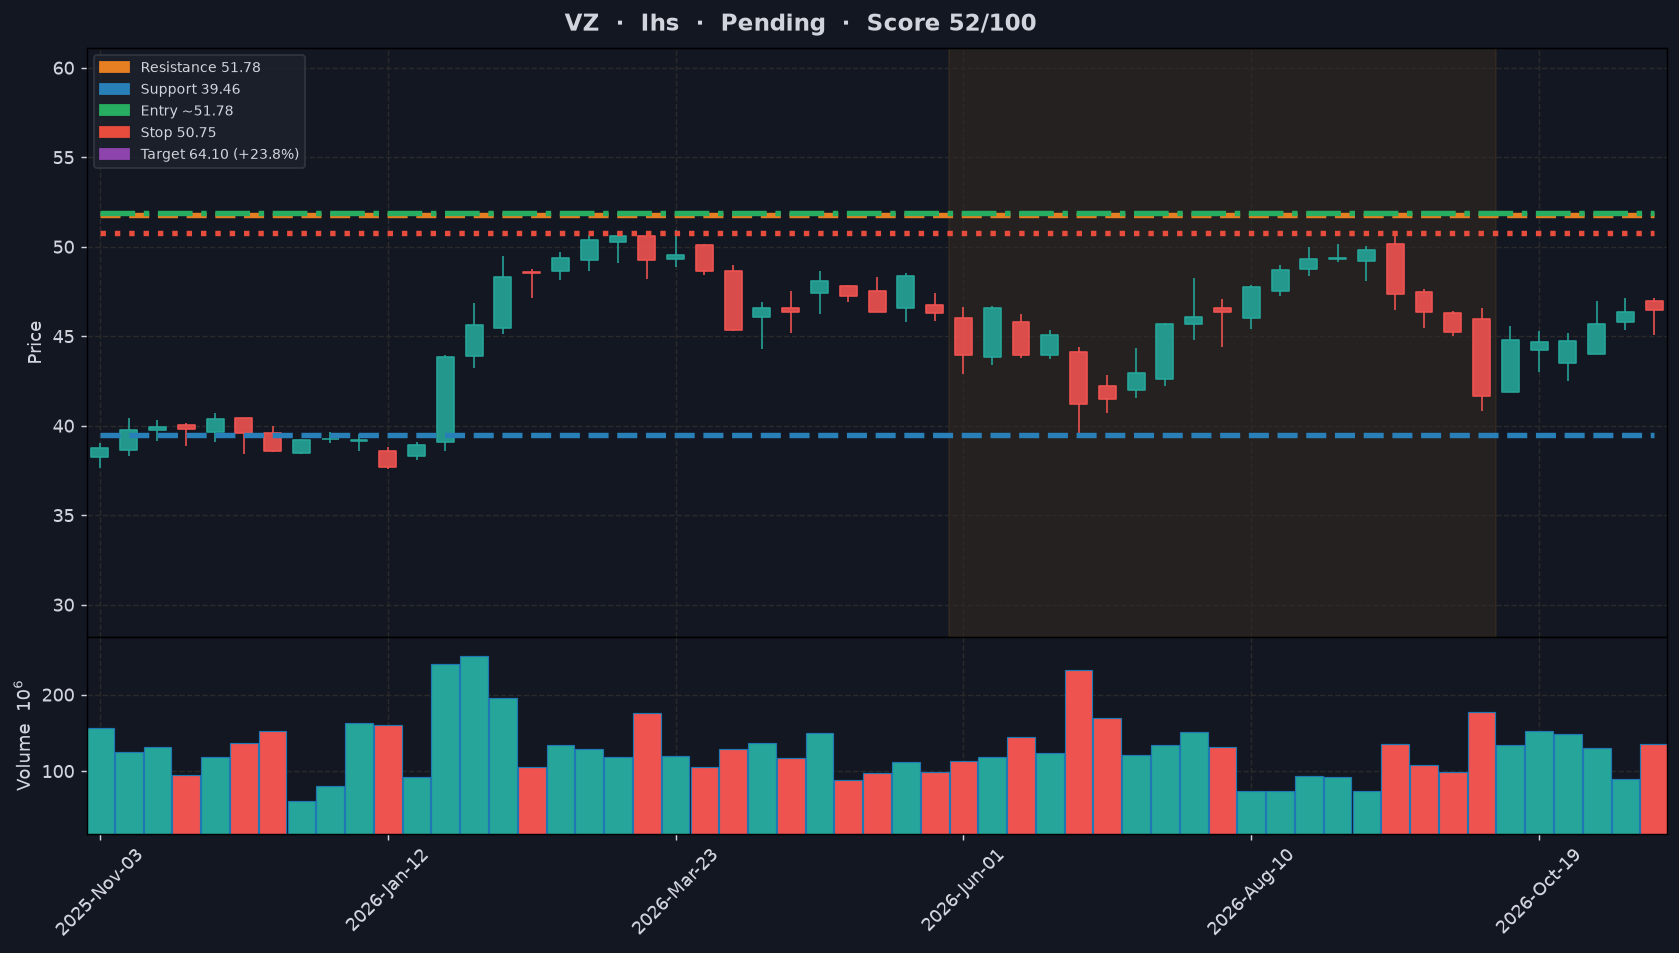 VZ · Ihs · Pending · Score 52/100
Resistance 51.78
Support 39.46
Entry ~51.78
Stop 50.75
Target 64.10 (+23.8%)
60
55
50
45
40
35
30
Price
200
100
Volume 10⁶
2025-Nov-03
2026-Jan-12
2026-Mar-23
2026-Jun-01
2026-Aug-10
2026-Oct-19